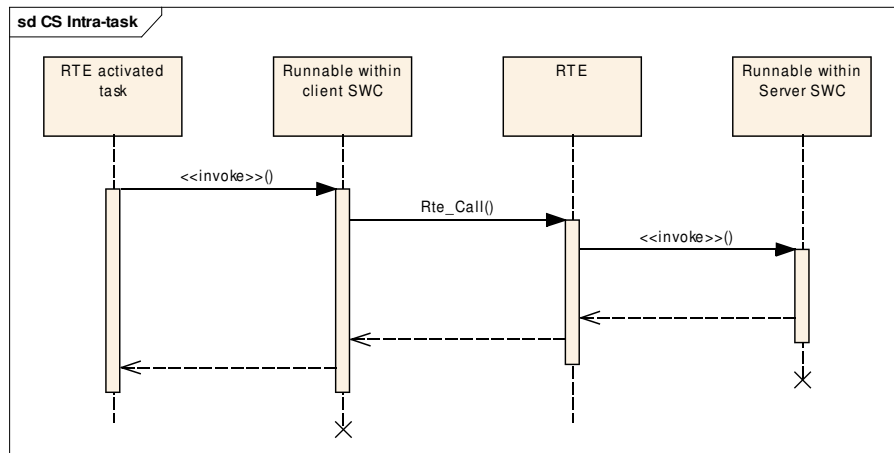 sd CS Intra-task
RTE activated
task
Runnable within
client SWC
RTE
Runnable within
Server SWC
<<invoke>>()
Rte_Call()
<<invoke>>()